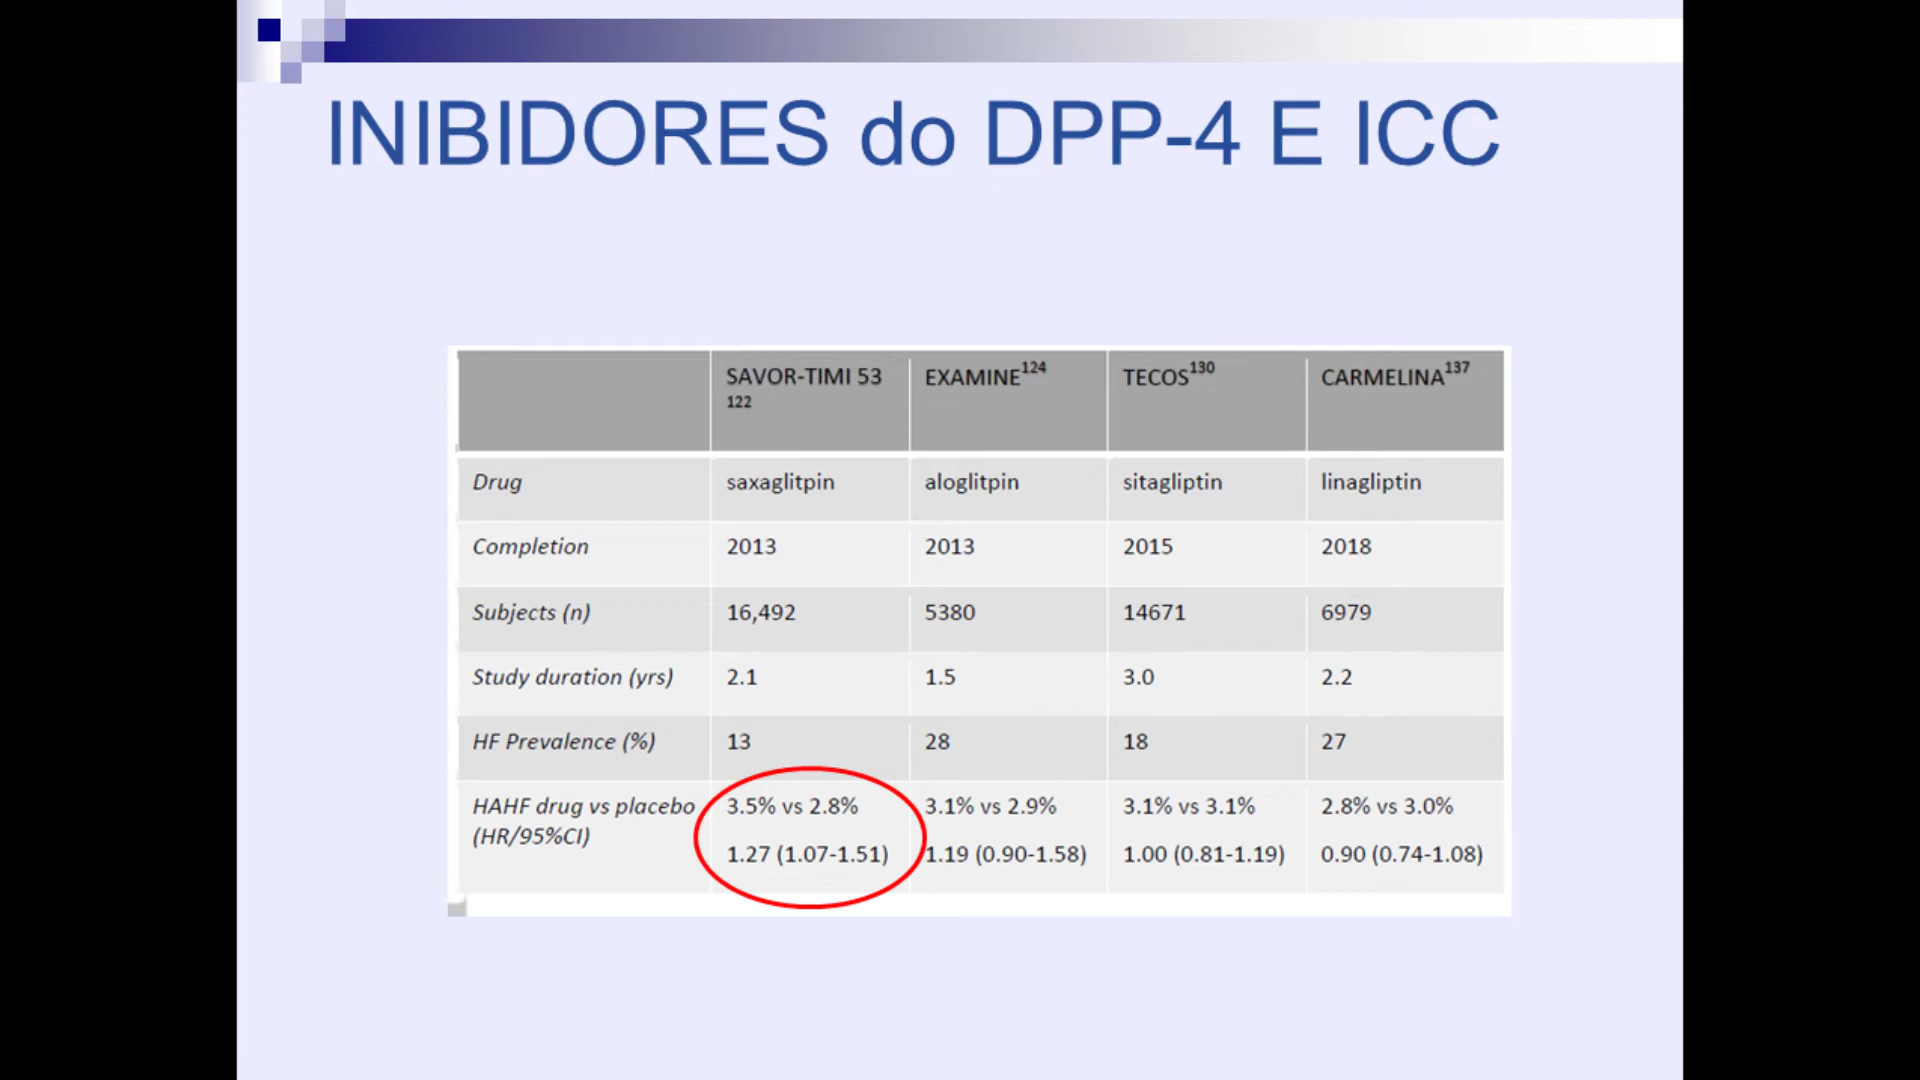 INIBIDORES do DPP-4 E ICC
SAVOR-TIMI 53 122 EXAMINE124 TECOS130 CARMELINA137
Drug saxaglitpin aloglitpin sitagliptin linagliptin
Completion 2013 2013 2015 2018
Subjects (n) 16,492 5380 14671 6979
Study duration (yrs) 2.1 1.5 3.0 2.2
HF Prevalence (%) 13 28 18 27
HAHF drug vs placebo 3.5% vs 2.8% 3.1% vs 2.9% 3.1% vs 3.1% 2.8% vs 3.0%
(HR/95%CI) 1.27 (1.07-1.51) 1.19 (0.90-1.58) 1.00 (0.81-1.19) 0.90 (0.74-1.08)